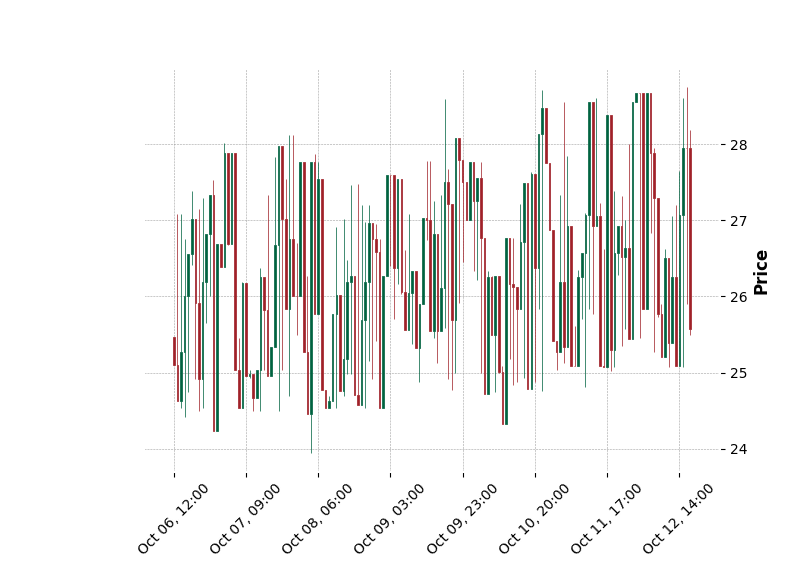 28
27
26
25
24
Price
Oct 06, 12:00
Oct 07, 09:00
Oct 08, 06:00
Oct 09, 03:00
Oct 09, 23:00
Oct 10, 20:00
Oct 11, 17:00
Oct 12, 14:00